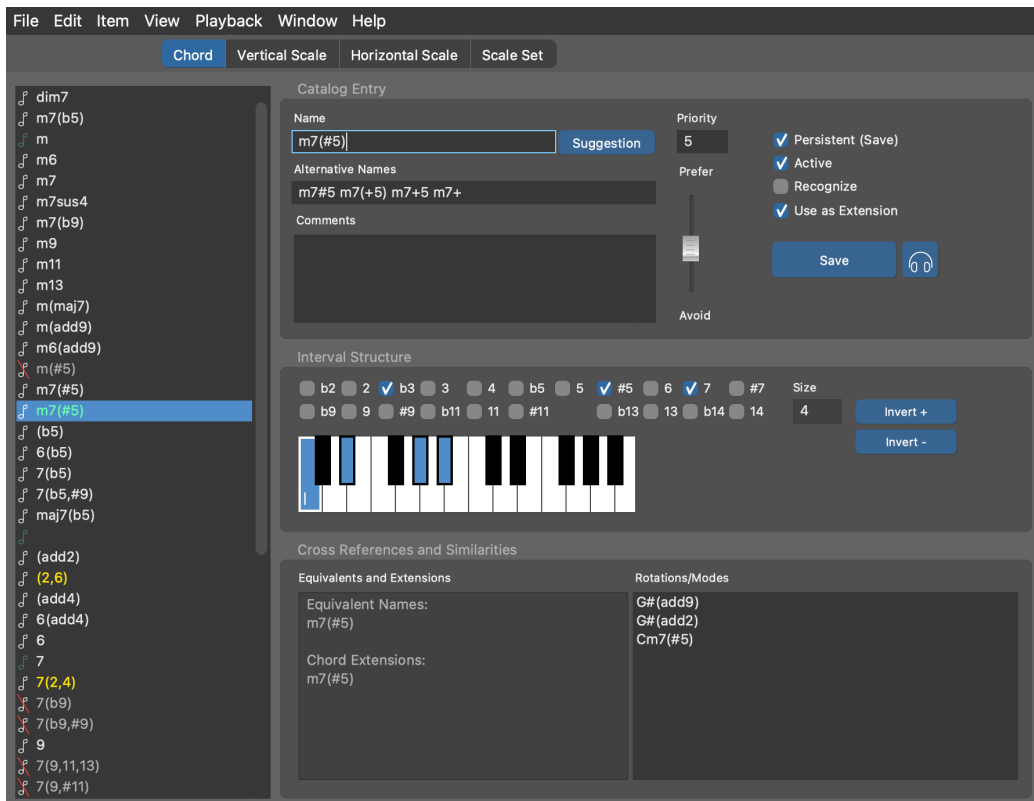 File Edit Item View Playback Window Help
Chord Vertical Scale Horizontal Scale Scale Set
dim7
m7(b5)
m
m6
m7
m7sus4
m7(b9)
m9
m11
m13
m(maj7)
m(add9)
m6(add9)
m(#5)
m7(#5)
m7(#5)
(b5)
6(b5)
7(b5)
7(b5,#9)
maj7(b5)
(add2)
(2,6)
(add4)
6(add4)
6
7
7(2,4)
7(b9)
7(b9,#9)
9
7(9,11,13)
7(9,#11)
Catalog Entry
Name
m7(#5)
Suggestion
Alternative Names
m7#5 m7(+5) m7+5 m7+
Comments
Priority
5
Prefer
Avoid
Persistent (Save)
Active
Recognize
Use as Extension
Save
Interval Structure
b2 2 b3 3 4 b5 5 #5 6 7 #7
b9 9 #9 b11 11 #11 b13 13 b14 14
Size
4
Invert +
Invert -
Cross References and Similarities
Equivalents and Extensions
Equivalent Names:
m7(#5)
Chord Extensions:
m7(#5)
Rotations/Modes
G#(add9)
G#(add2)
Cm7(#5)